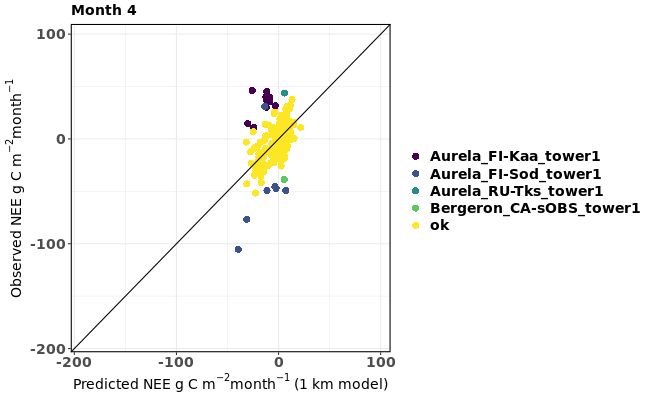 Month 4
100
0
-100
-200
-200 -100 0 100
Observed NEE g C m⁻²month⁻¹
Predicted NEE g C m⁻²month⁻¹ (1 km model)
Aurela_FI-Kaa_tower1
Aurela_FI-Sod_tower1
Aurela_RU-Tks_tower1
Bergeron_CA-sOBS_tower1
ok